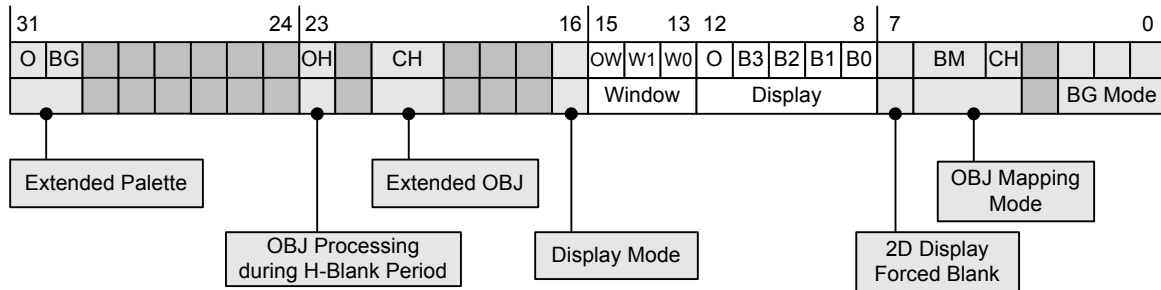 31 24 23 16 15 13 12 8 7 0
O BG OH CH OW W1 W0 O B3 B2 B1 B0 BM CH
Window Display BG Mode
Extended Palette Extended OBJ OBJ Mapping
Mode
OBJ Processing
during H-Blank Period
Display Mode
2D Display
Forced Blank